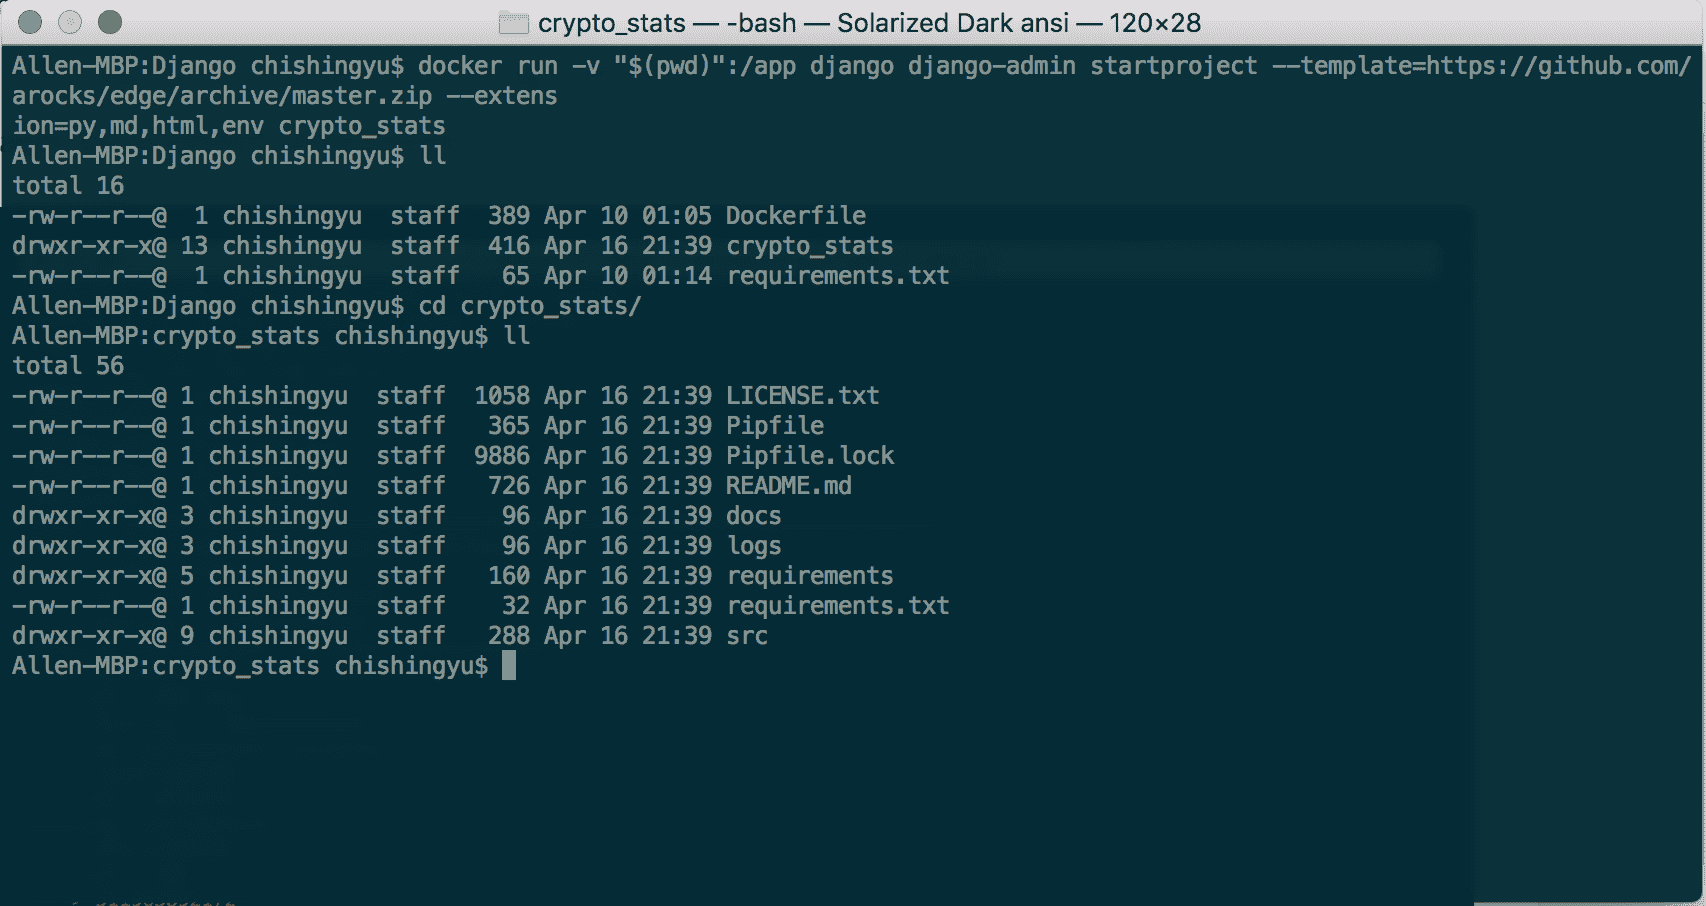 crypto_stats — -bash — Solarized Dark ansi — 120×28
Allen-MBP:Django chishingyu$ docker run -v "$(pwd)":/app django django-admin startproject --template=https://github.com/
arocks/edge/archive/master.zip --extens
ion=py,md,html,env crypto_stats
Allen-MBP:Django chishingyu$ ll
total 16
-rw-r--r--@  1 chishingyu  staff  389 Apr 10 01:05 Dockerfile
drwxr-xr-x@ 13 chishingyu  staff  416 Apr 16 21:39 crypto_stats
-rw-r--r--@  1 chishingyu  staff   65 Apr 10 01:14 requirements.txt
Allen-MBP:Django chishingyu$ cd crypto_stats/
Allen-MBP:crypto_stats chishingyu$ ll
total 56
-rw-r--r--@ 1 chishingyu  staff  1058 Apr 16 21:39 LICENSE.txt
-rw-r--r--@ 1 chishingyu  staff   365 Apr 16 21:39 Pipfile
-rw-r--r--@ 1 chishingyu  staff  9886 Apr 16 21:39 Pipfile.lock
-rw-r--r--@ 1 chishingyu  staff   726 Apr 16 21:39 README.md
drwxr-xr-x@ 3 chishingyu  staff    96 Apr 16 21:39 docs
drwxr-xr-x@ 3 chishingyu  staff    96 Apr 16 21:39 logs
drwxr-xr-x@ 5 chishingyu  staff   160 Apr 16 21:39 requirements
-rw-r--r--@ 1 chishingyu  staff    32 Apr 16 21:39 requirements.txt
drwxr-xr-x@ 9 chishingyu  staff   288 Apr 16 21:39 src
Allen-MBP:crypto_stats chishingyu$